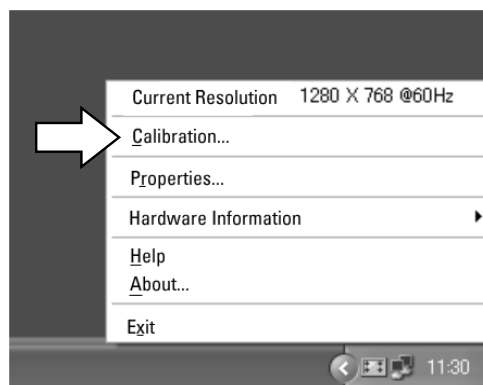 Current Resolution 1280 X 768 @60Hz
Calibration...
Properties...
Hardware Information
Help
About...
Exit
11:30